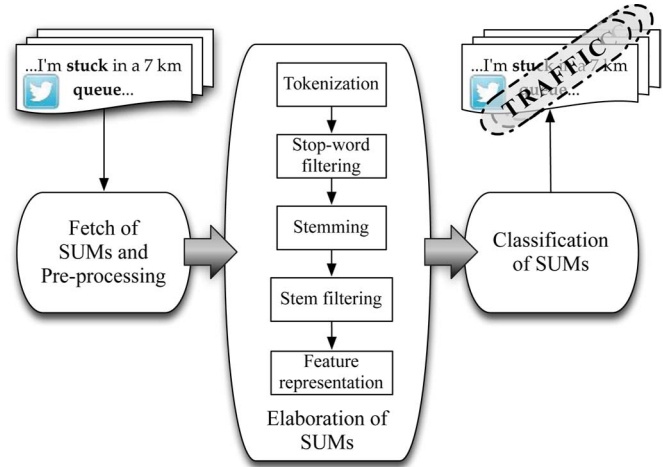 ...I'm stuck in a 7 km
queue...
Fetch of
SUMs and
Pre-processing
Tokenization
Stop-word
filtering
Stemming
Stem filtering
Feature
representation
Elaboration of
SUMs
...I'm stuck in a 7 km
queue...
TRAFFIC
Classification
of SUMs